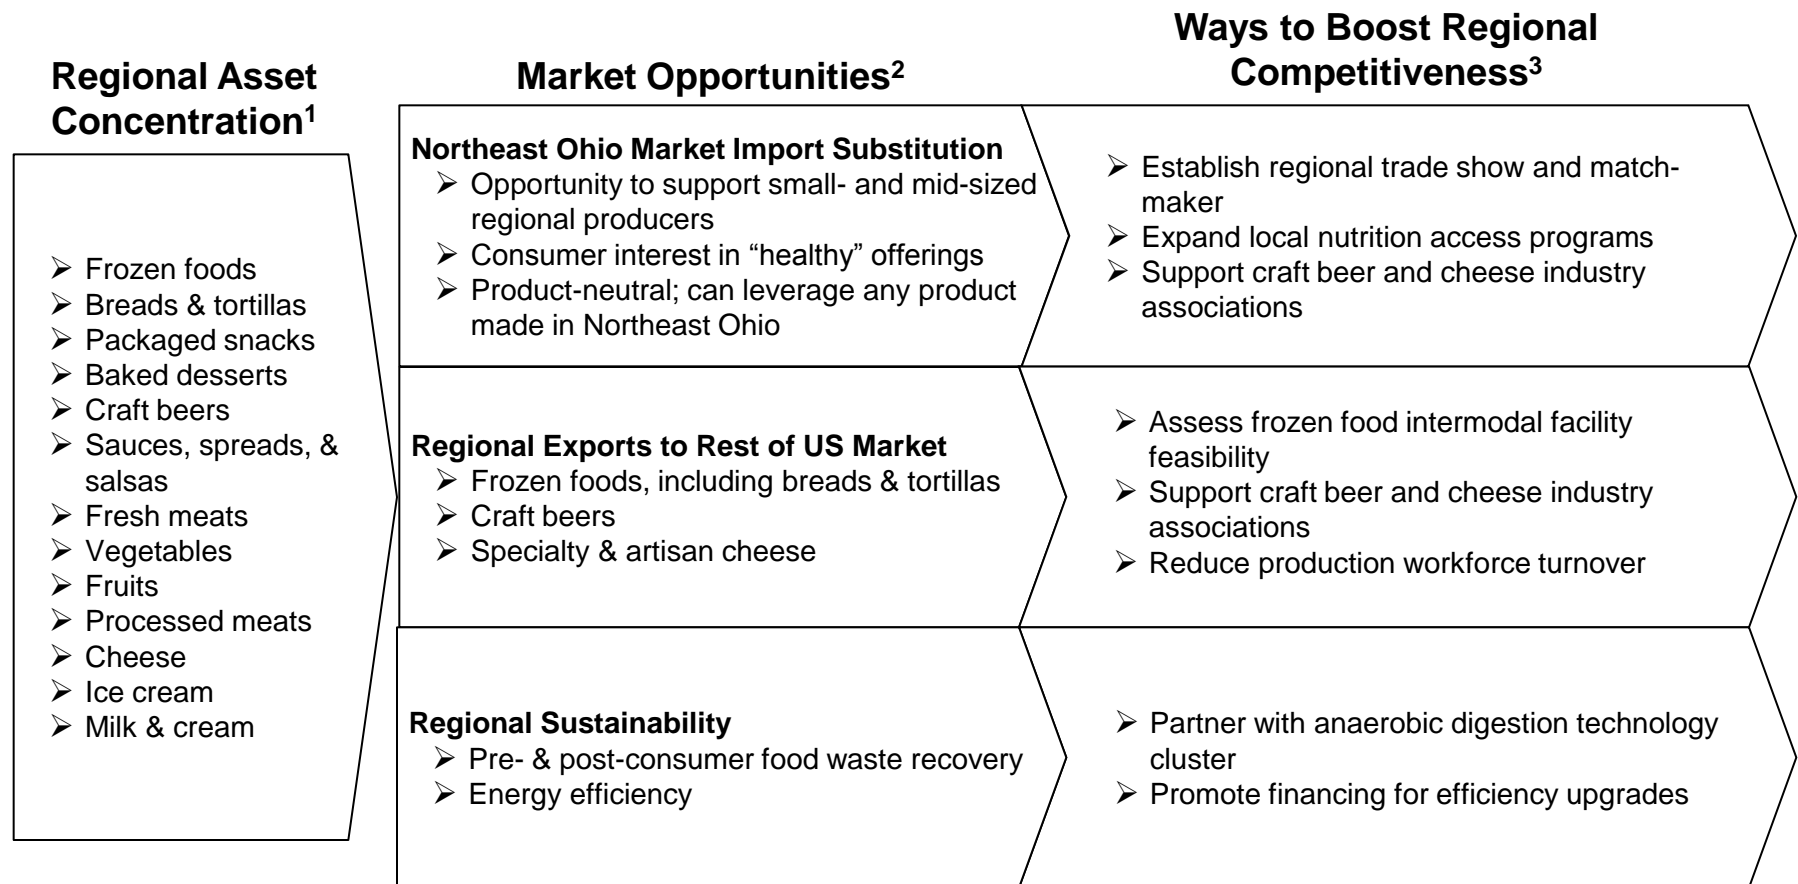 Regional Asset
Concentration1
➢ Frozen foods
➢ Breads & tortillas
➢ Packaged snacks
➢ Baked desserts
➢ Craft beers
➢ Sauces, spreads, &
salsas
➢ Fresh meats
➢ Vegetables
➢ Fruits
➢ Processed meats
➢ Cheese
➢ Ice cream
➢ Milk & cream
Market Opportunities2
Northeast Ohio Market Import Substitution
➢ Opportunity to support small- and mid-sized
regional producers
➢ Consumer interest in “healthy” offerings
➢ Product-neutral; can leverage any product
made in Northeast Ohio
Regional Exports to Rest of US Market
➢ Frozen foods, including breads & tortillas
➢ Craft beers
➢ Specialty & artisan cheese
Regional Sustainability
➢ Pre- & post-consumer food waste recovery
➢ Energy efficiency
Ways to Boost Regional
Competitiveness3
➢ Establish regional trade show and match-
maker
➢ Expand local nutrition access programs
➢ Support craft beer and cheese industry
associations
➢ Assess frozen food intermodal facility
feasibility
➢ Support craft beer and cheese industry
associations
➢ Reduce production workforce turnover
➢ Partner with anaerobic digestion technology
cluster
➢ Promote financing for efficiency upgrades